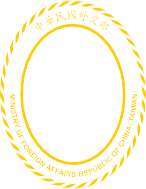 中華民國外交部
MINISTRY OF FOREIGN AFFAIRS REPUBLIC OF CHINA (TAIWAN)